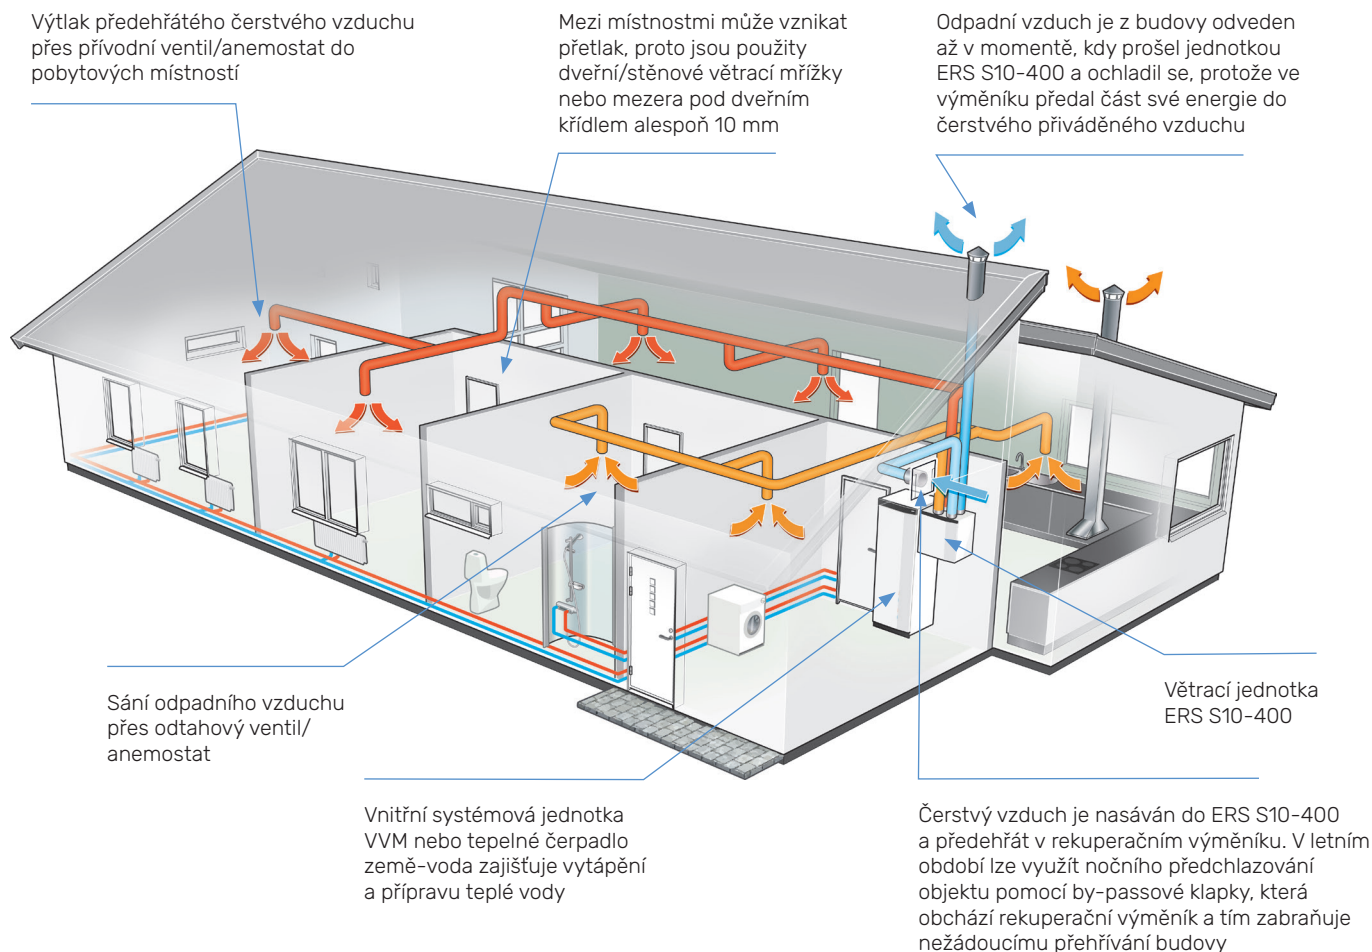 Výtlak předehřátého čerstvého vzduchu
přes přívodní ventil/anemostat do
pobytových místností
Mezi místnostmi může vznikat
přetlak, proto jsou použity
dveřní/stěnové větrací mřížky
nebo mezera pod dveřním
křídlem alespoň 10 mm
Odpadní vzduch je z budovy odveden
až v momentě, kdy prošel jednotkou
ERS S10-400 a ochladil se, protože ve
výměníku předal část své energie do
čerstvého přiváděného vzduchu
Sání odpadního vzduchu
přes odtahový ventil/
anemostat
Větrací jednotka
ERS S10-400
Vnitřní systémová jednotka
VVM nebo tepelné čerpadlo
země-voda zajišťuje vytápění
a přípravu teplé vody
Čerstvý vzduch je nasáván do ERS S10-400
a předehřát v rekuperačním výměníku. V letním
období lze využít nočního předchlazování
objektu pomocí by-passové klapky, která
obchází rekuperační výměník a tím zabraňuje
nežádoucímu přehřívání budovy